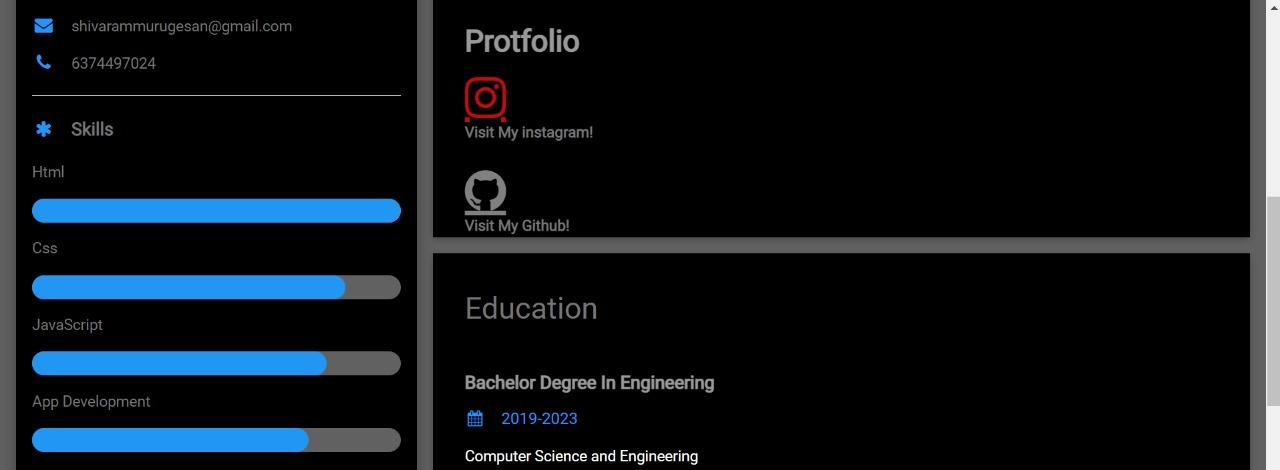 shivarammurugesan@gmail.com
6374497024
Skills
Html
Css
JavaScript
App Development
Protfolio
Visit My instagram!
Visit My Github!
Education
Bachelor Degree In Engineering
2019-2023
Computer Science and Engineering